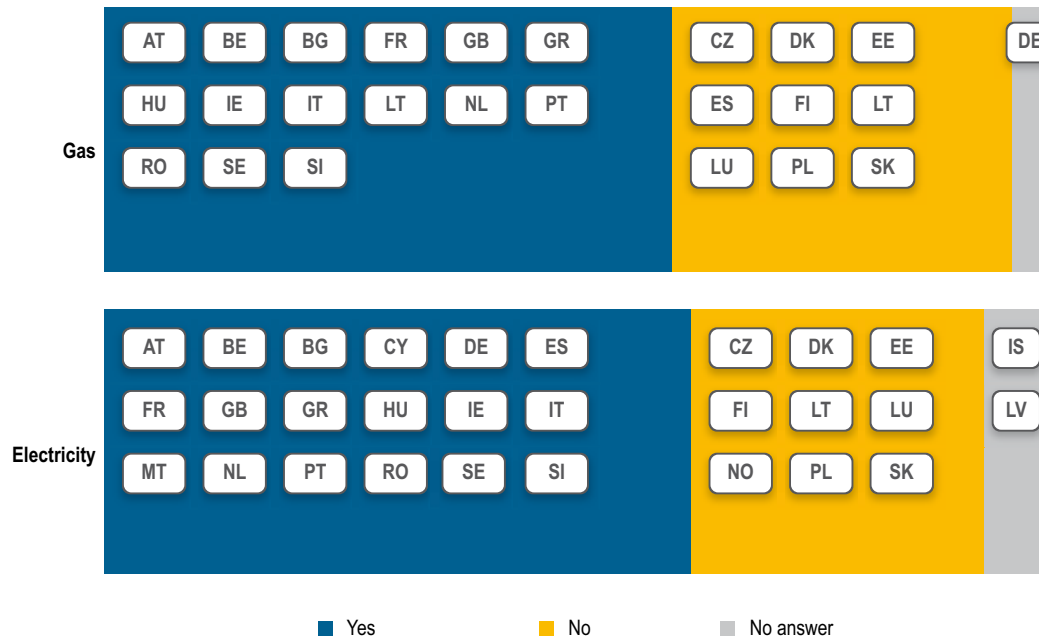 AT BE BG FR GB GR CZ DK EE DE
HU IE IT LT NL PT ES FI LT
Gas
RO SE SI LU PL SK
AT BE BG CY DE ES CZ DK EE IS
FR GB GR HU IE IT FI LT LU LV
Electricity
MT NL PT RO SE SI NO PL SK
Yes No No answer